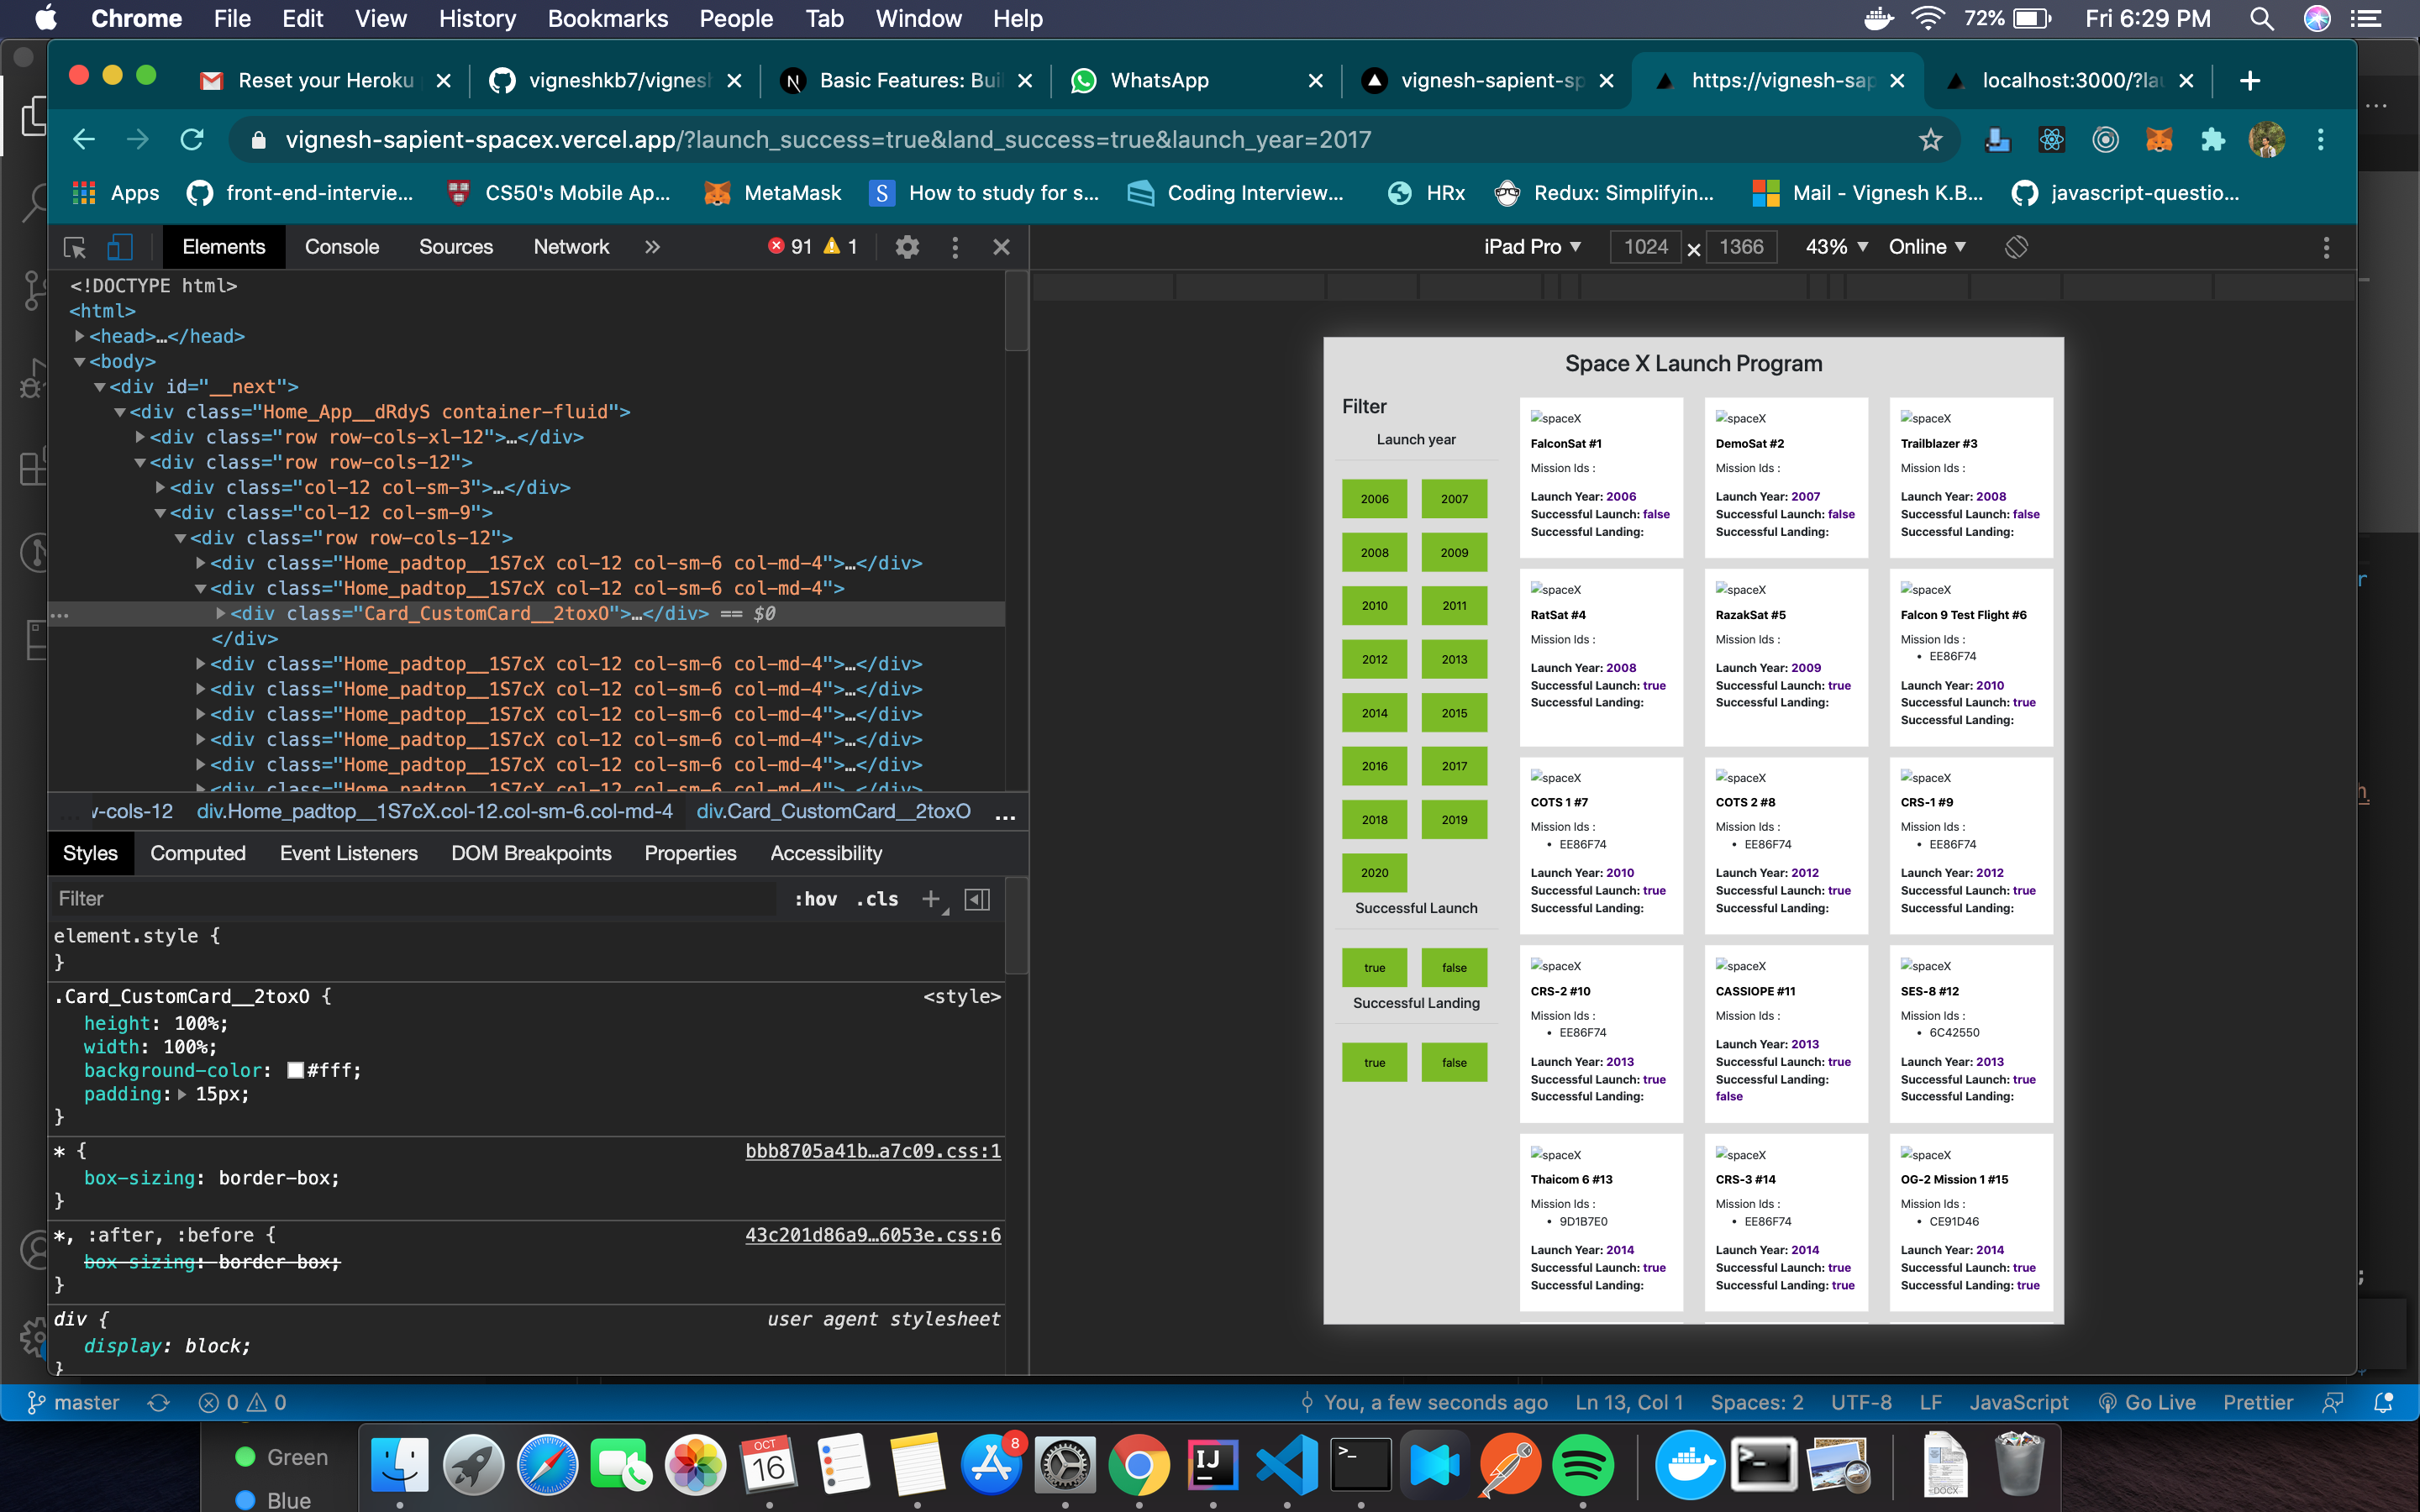 Chrome File Edit View History Bookmarks People Tab Window Help 72% Fri 6:29 PM
Reset your Heroku vigneshkb7/vignesh Basic Features: Buil WhatsApp vignesh-sapient-sp https://vignesh-sap localhost:3000/?la
vignesh-sapient-spacex.vercel.app/?launch_success=true&land_success=true&launch_year=2017
Apps front-end-intervie... CS50's Mobile Ap... MetaMask How to study for s... Coding Interview... HRx Redux: Simplifyin... Mail - Vignesh K.B... javascript-questio...
Elements Console Sources Network » 91 1
iPad Pro 1024 × 1366 43% Online
<!DOCTYPE html>
<html>
<head>…</head>
<body>
<div id="__next">
<div class="Home_App__dRdyS container-fluid">
<div class="row row-cols-xl-12">…</div>
<div class="row row-cols-12">
<div class="col-12 col-sm-3">…</div>
<div class="col-12 col-sm-9">
<div class="row row-cols-12">
<div class="Home_padtop__1S7cX col-12 col-sm-6 col-md-4">…</div>
<div class="Home_padtop__1S7cX col-12 col-sm-6 col-md-4">
<div class="Card_CustomCard__2toxO">…</div> == $0
</div>
<div class="Home_padtop__1S7cX col-12 col-sm-6 col-md-4">…</div>
<div class="Home_padtop__1S7cX col-12 col-sm-6 col-md-4">…</div>
<div class="Home_padtop__1S7cX col-12 col-sm-6 col-md-4">…</div>
<div class="Home_padtop__1S7cX col-12 col-sm-6 col-md-4">…</div>
<div class="Home_padtop__1S7cX col-12 col-sm-6 col-md-4">…</div>
<div class="Home_padtop__1S7cX col-12 col-sm-6 col-md-4">…</div>
... v-cols-12 div.Home_padtop__1S7cX.col-12.col-sm-6.col-md-4 div.Card_CustomCard__2toxO ...
Styles Computed Event Listeners DOM Breakpoints Properties Accessibility
Filter :hov .cls +
element.style {
}
.Card_CustomCard__2toxO { <style>
height: 100%;
width: 100%;
background-color: #fff;
padding: 15px;
}
* { bbb8705a41b…a7c09.css:1
box-sizing: border-box;
}
*, :after, :before { 43c201d86a9…6053e.css:6
box-sizing: border-box;
}
div { user agent stylesheet
display: block;
}
Space X Launch Program
Filter
Launch year
2006 2007
2008 2009
2010 2011
2012 2013
2014 2015
2016 2017
2018 2019
2020
Successful Launch
true false
Successful Landing
true false
spaceX spaceX spaceX
FalconSat #1 DemoSat #2 Trailblazer #3
Mission Ids : Mission Ids : Mission Ids :
Launch Year: 2006 Launch Year: 2007 Launch Year: 2008
Successful Launch: false Successful Launch: false Successful Launch: false
Successful Landing: Successful Landing: Successful Landing:
spaceX spaceX spaceX
RatSat #4 RazakSat #5 Falcon 9 Test Flight #6
Mission Ids : Mission Ids : Mission Ids :
• EE86F74
Launch Year: 2008 Launch Year: 2009 Launch Year: 2010
Successful Launch: true Successful Launch: true Successful Launch: true
Successful Landing: Successful Landing: Successful Landing:
spaceX spaceX spaceX
COTS 1 #7 COTS 2 #8 CRS-1 #9
Mission Ids : Mission Ids : Mission Ids :
• EE86F74 • EE86F74 • EE86F74
Launch Year: 2010 Launch Year: 2012 Launch Year: 2012
Successful Launch: true Successful Launch: true Successful Launch: true
Successful Landing: Successful Landing: Successful Landing:
spaceX spaceX spaceX
CRS-2 #10 CASSIOPE #11 SES-8 #12
Mission Ids : Mission Ids : Mission Ids :
• EE86F74 • 6C42550
Launch Year: 2013 Launch Year: 2013 Launch Year: 2013
Successful Launch: true Successful Launch: true Successful Launch: true
Successful Landing: Successful Landing: false Successful Landing:
spaceX spaceX spaceX
Thaicom 6 #13 CRS-3 #14 OG-2 Mission 1 #15
Mission Ids : Mission Ids : Mission Ids :
• 9D1B7E0 • EE86F74 • CE91D46
Launch Year: 2014 Launch Year: 2014 Launch Year: 2014
Successful Launch: true Successful Launch: true Successful Launch: true
Successful Landing: Successful Landing: true Successful Landing: true
master 0 0 You, a few seconds ago Ln 13, Col 1 Spaces: 2 UTF-8 LF JavaScript Go Live Prettier
Green
Blue
OCT
16
8
IJ
DOCX